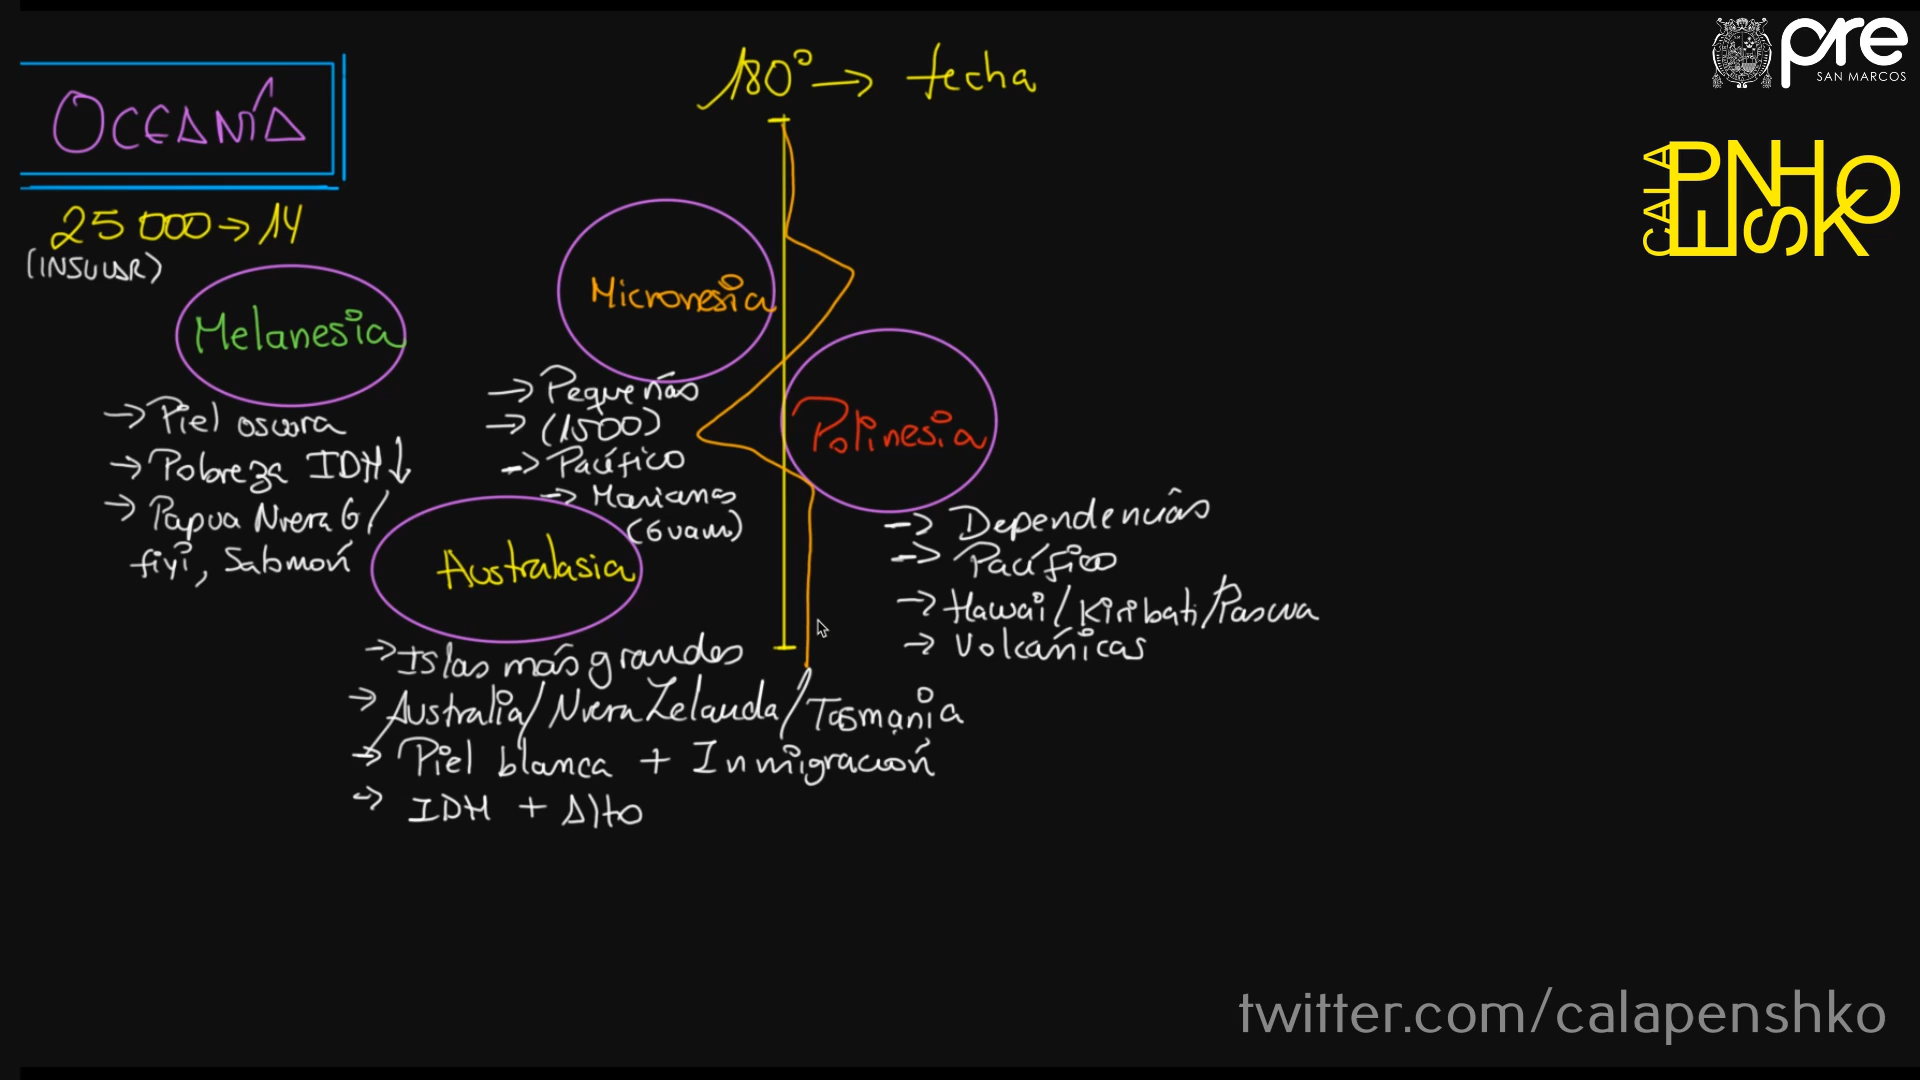 OCEANÍA
25 000 → 14
(INSULAR)
180° → fecha
Melanesia
→ Piel oscura
→ Pobreza IDH ↓
→ Papua Nueva G/
fiyi, Salomón
Micronesia
→ Pequeñas
→ (1500)
→ Pacífico
→ Marianas
(Guam)
Polinesia
→ Dependencias
→ Pacífico
→ Hawai/Kiribati/Pascua
→ Volcánicas
Australasia
→ Islas más grandes
→ Australia/Nueva Zelanda/Tasmania
→ Piel blanca + Inmigración
→ IDH + Alto
pre
SAN MARCOS
CALA
PENSHKO
twitter.com/calapenshko